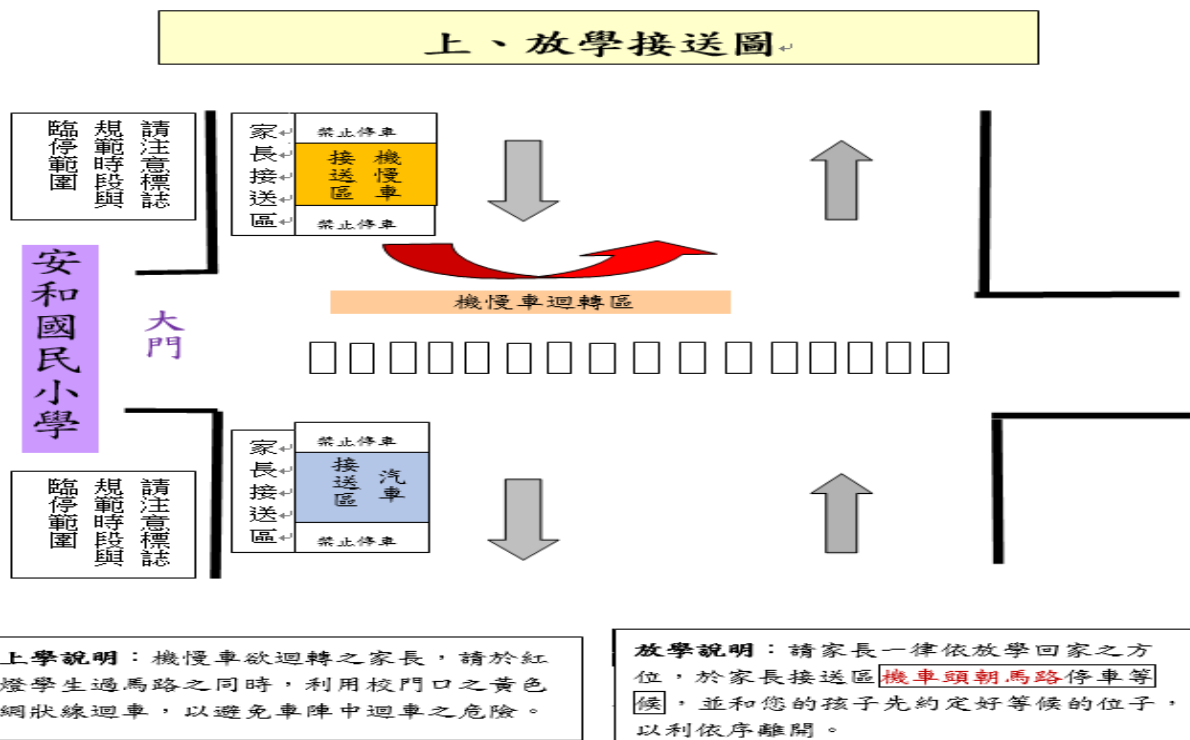 上、放學接送圖
請注意標誌
規範時段與
臨停範圍
家長接送區
禁止停車
機慢車
接送區
禁止停車
機慢車迴轉區
安和國民小學
大門
家長接送區
禁止停車
汽車
接送區
禁止停車
請注意標誌
規範時段與
臨停範圍
上學說明：機慢車欲迴轉之家長，請於紅
燈學生過馬路之同時，利用校門口之黃色
網狀線迴車，以避免車陣中迴車之危險。
放學說明：請家長一律依放學回家之方
位，於家長接送區機車頭朝馬路停車等
候，並和您的孩子先約定好等候的位子，
以利依序離開。